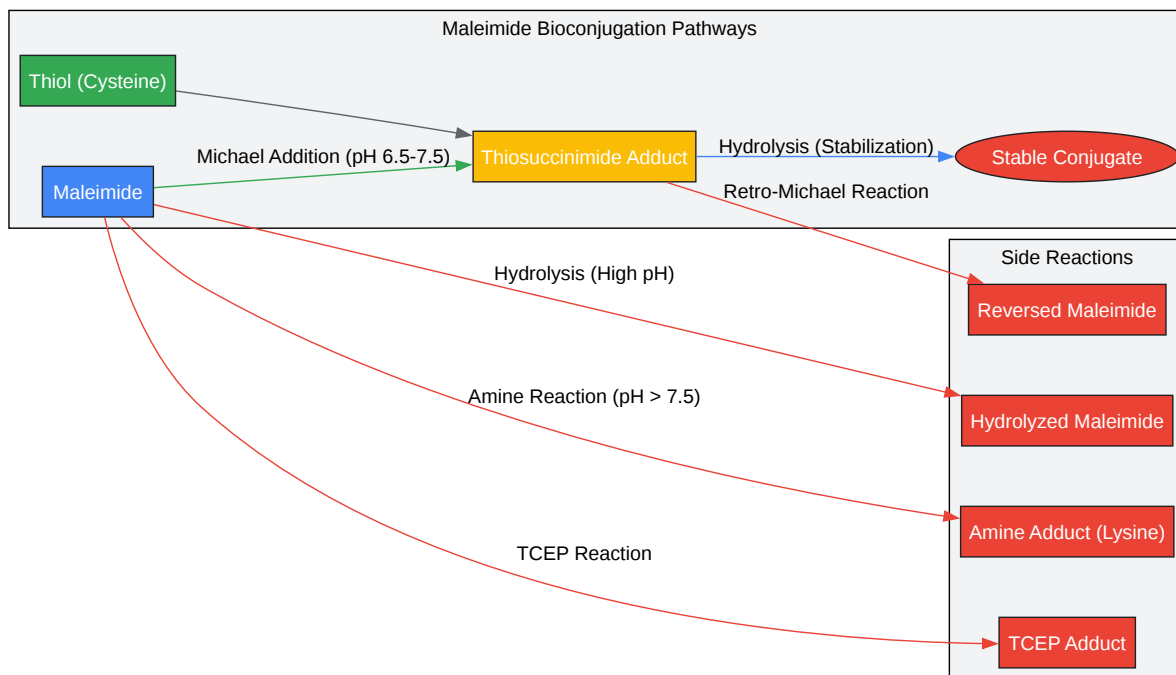 Maleimide Bioconjugation Pathways
Thiol (Cysteine)
Michael Addition (pH 6.5-7.5)
Thiosuccinimide Adduct
Hydrolysis (Stabilization)
Stable Conjugate
Maleimide
Retro-Michael Reaction
Side Reactions
Hydrolysis (High pH)
Reversed Maleimide
Amine Reaction (pH > 7.5)
Hydrolyzed Maleimide
Amine Adduct (Lysine)
TCEP Reaction
TCEP Adduct